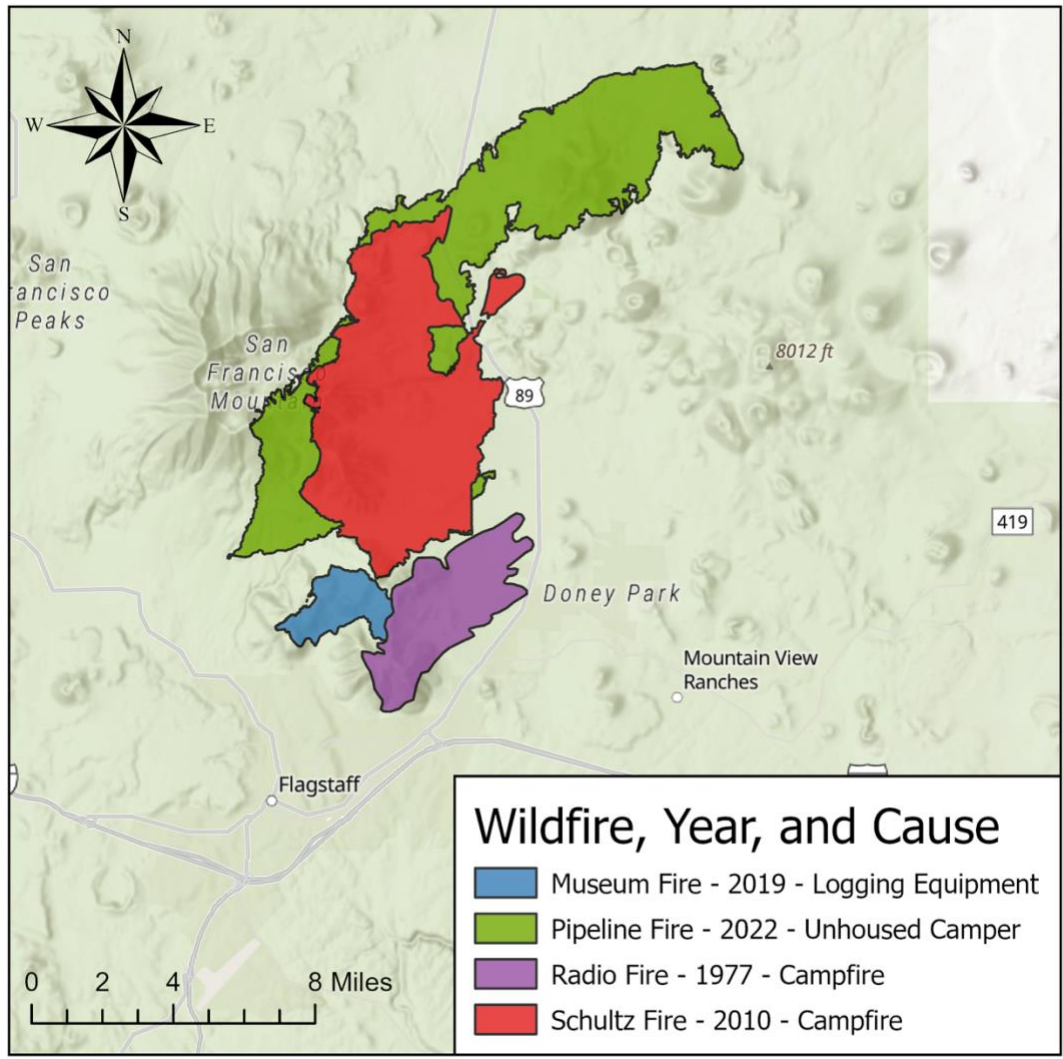 N
W E
S
San
rancisco
Peaks
San
Francisco
Mountain
8012 ft
89
419
Doney Park
Mountain View
Ranches
Flagstaff
Wildfire, Year, and Cause
Museum Fire - 2019 - Logging Equipment
Pipeline Fire - 2022 - Unhoused Camper
Radio Fire - 1977 - Campfire
Schultz Fire - 2010 - Campfire
0 2 4 8 Miles